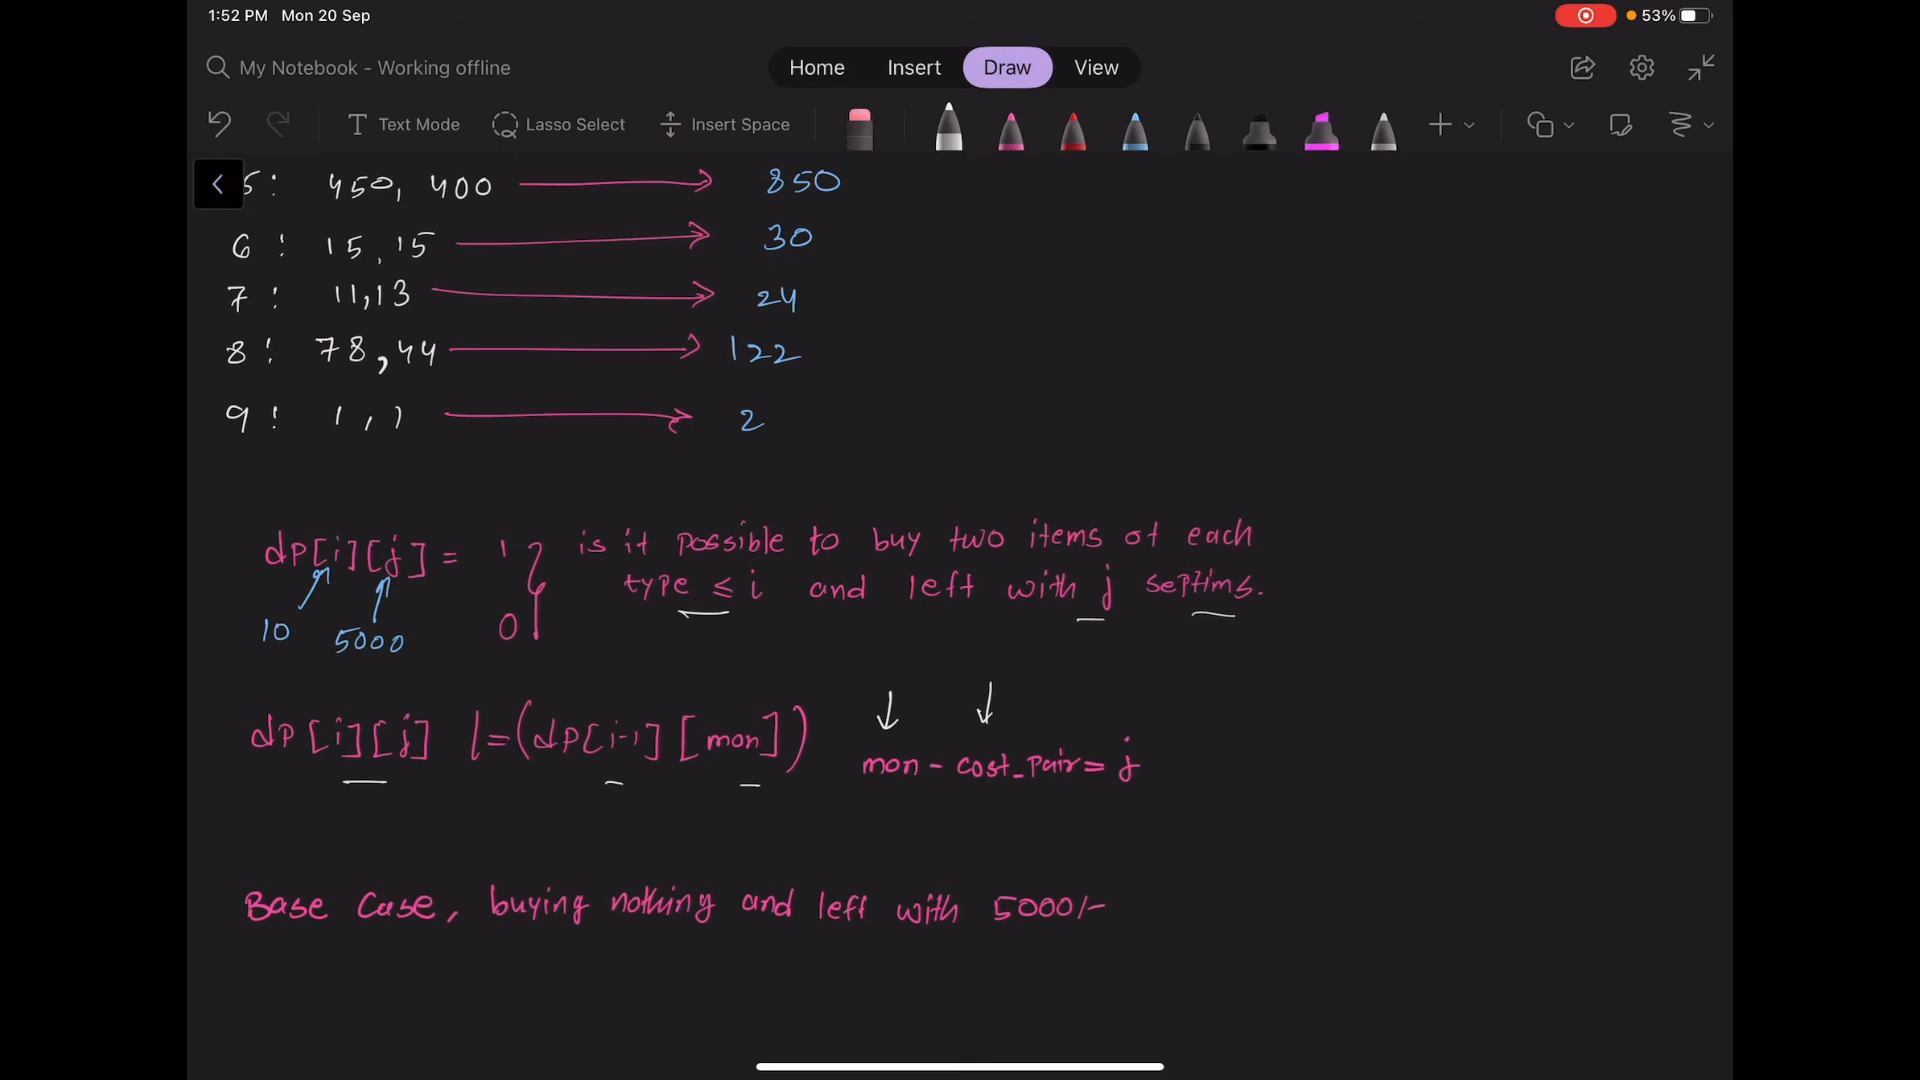 1:52 PM Mon 20 Sep
53%
My Notebook - Working offline
Home Insert Draw View
Text Mode Lasso Select Insert Space
5: 450, 400 → 850
6: 15, 15 → 30
7: 11, 13 → 24
8: 78, 44 → 122
9: 1, 1 → 2
dp[i][j] = 1 ? is it possible to buy two items of each
type ≤ i and left with j septims.
10 5000 0
dp[i][j] |= (dp[i-1][mon]) mon - cost_pair = j
Base Case, buying nothing and left with 5000/-